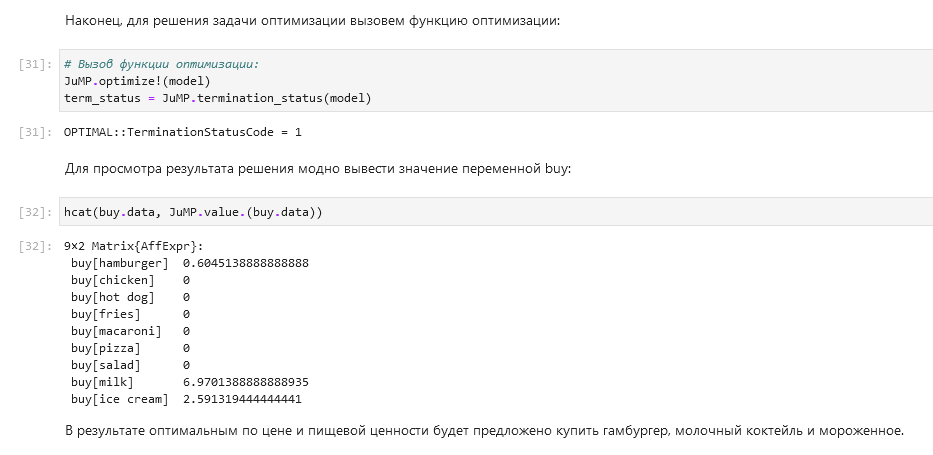 Наконец, для решения задачи оптимизации вызовем функцию оптимизации:
[31]: # Вызов функции оптимизации:
JuMP.optimize!(model)
term_status = JuMP.termination_status(model)
[31]: OPTIMAL::TerminationStatusCode = 1
Для просмотра результата решения модно вывести значение переменной buy:
[32]: hcat(buy.data, JuMP.value.(buy.data))
[32]: 9×2 Matrix{AffExpr}:
buy[hamburger] 0.6045138888888888
buy[chicken] 0
buy[hot dog] 0
buy[fries] 0
buy[macaroni] 0
buy[pizza] 0
buy[salad] 0
buy[milk] 6.9701388888888935
buy[ice cream] 2.591319444444441
В результате оптимальным по цене и пищевой ценности будет предложено купить гамбургер, молочный коктейль и мороженное.